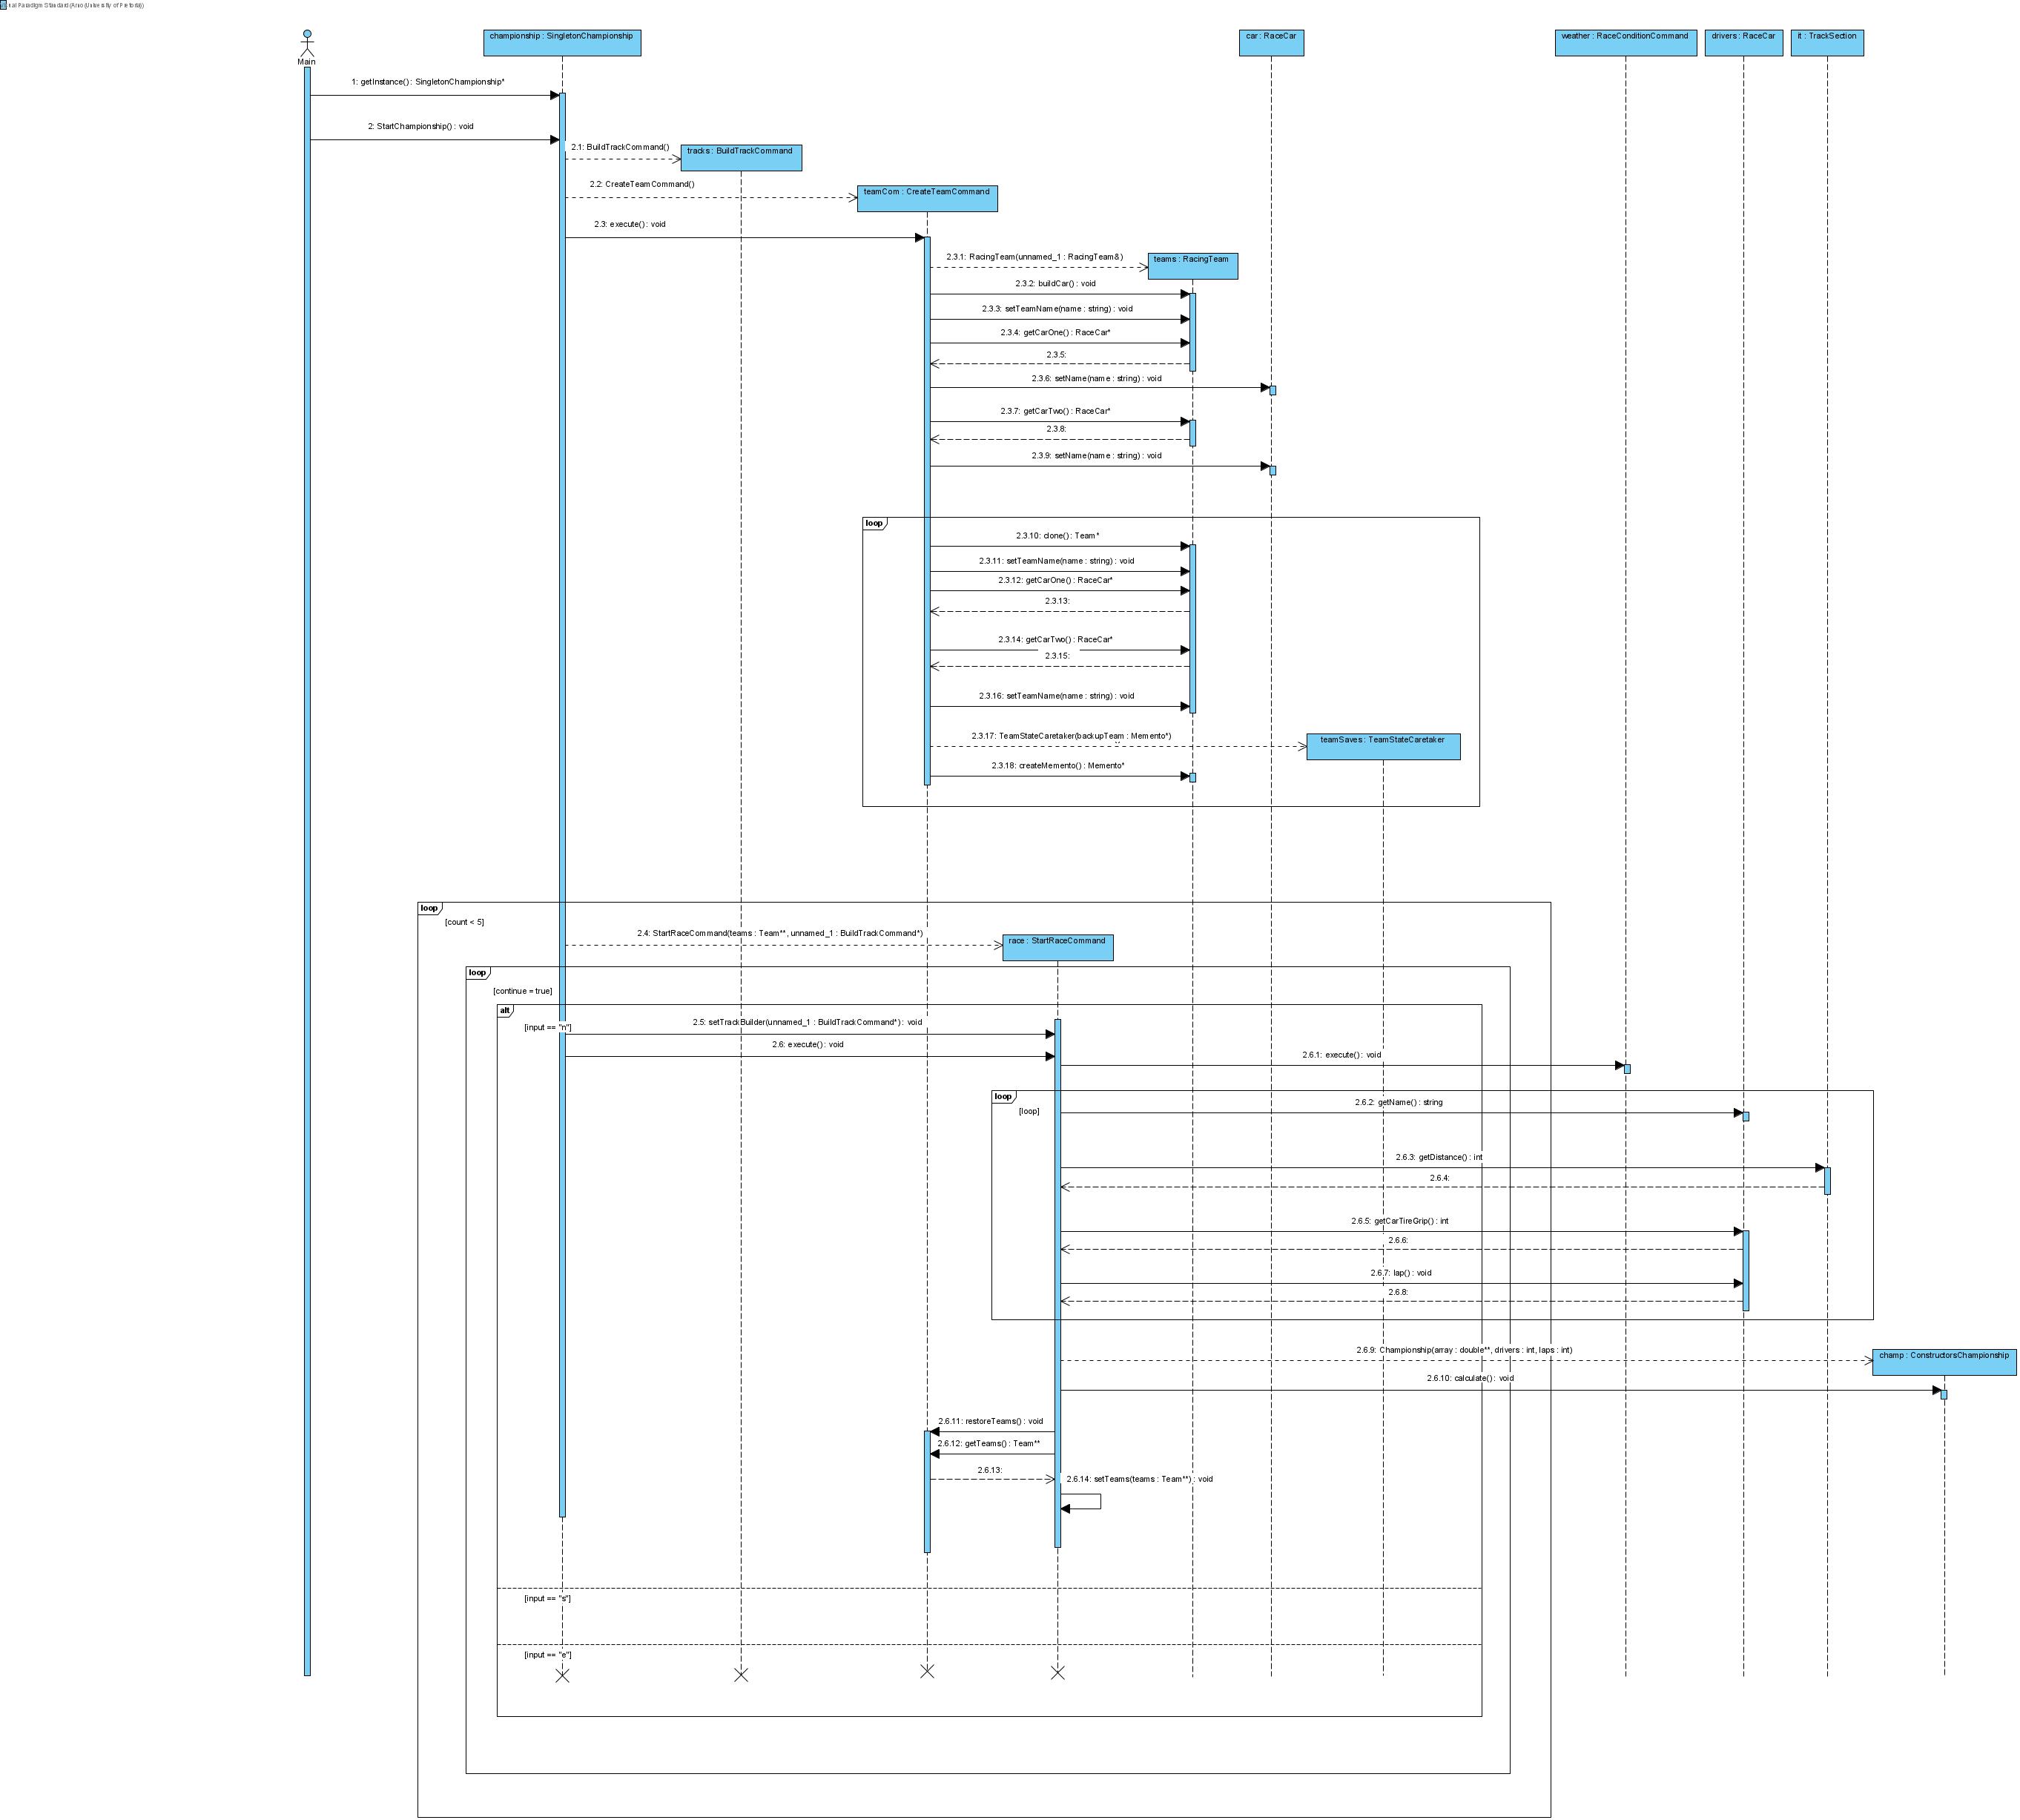 Visual Paradigm Standard (Arno (University of Pretoria))
championship : SingletonChampionship
car : RaceCar
weather : RaceConditionCommand
drivers : RaceCar
it : TrackSection
Main
1: getInstance() : SingletonChampionship*
2: StartChampionship() : void
2.1: BuildTrackCommand()
tracks : BuildTrackCommand
2.2: CreateTeamCommand()
teamCom : CreateTeamCommand
2.3: execute() : void
2.3.1: RacingTeam(unnamed_1 : RacingTeam&)
teams : RacingTeam
2.3.2: buildCar() : void
2.3.3: setTeamName(name : string) : void
2.3.4: getCarOne() : RaceCar*
2.3.5:
2.3.6: setName(name : string) : void
2.3.7: getCarTwo() : RaceCar*
2.3.8:
2.3.9: setName(name : string) : void
loop
2.3.10: clone() : Team*
2.3.11: setTeamName(name : string) : void
2.3.12: getCarOne() : RaceCar*
2.3.13:
2.3.14: getCarTwo() : RaceCar*
2.3.15:
2.3.16: setTeamName(name : string) : void
2.3.17: TeamStateCaretaker(backupTeam : Memento*)
teamSaves : TeamStateCaretaker
2.3.18: createMemento() : Memento*
loop
[count < 5]
2.4: StartRaceCommand(teams : Team**, unnamed_1 : BuildTrackCommand*)
race : StartRaceCommand
loop
[continue = true]
alt
[input == "n"]
2.5: setTrackBuilder(unnamed_1 : BuildTrackCommand*) : void
2.6: execute() : void
2.6.1: execute() : void
loop
[loop]
2.6.2: getName() : string
2.6.3: getDistance() : int
2.6.4:
2.6.5: getCarTireGrip() : int
2.6.6:
2.6.7: lap() : void
2.6.8:
2.6.9: Championship(array : double**, drivers : int, laps : int)
champ : ConstructorsChampionship
2.6.10: calculate() : void
2.6.11: restoreTeams() : void
2.6.12: getTeams() : Team**
2.6.13:
2.6.14: setTeams(teams : Team**) : void
[input == "s"]
[input == "e"]